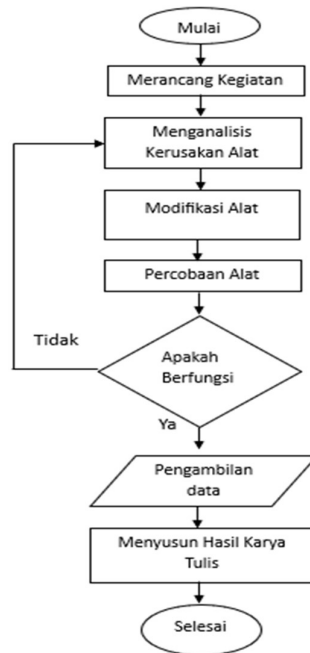 Mulai
Merancang Kegiatan
Menganalisis
Kerusakan Alat
Modifikasi Alat
Percobaan Alat
Tidak
Apakah
Berfungsi
Ya
Pengambilan
data
Menyusun Hasil Karya
Tulis
Selesai